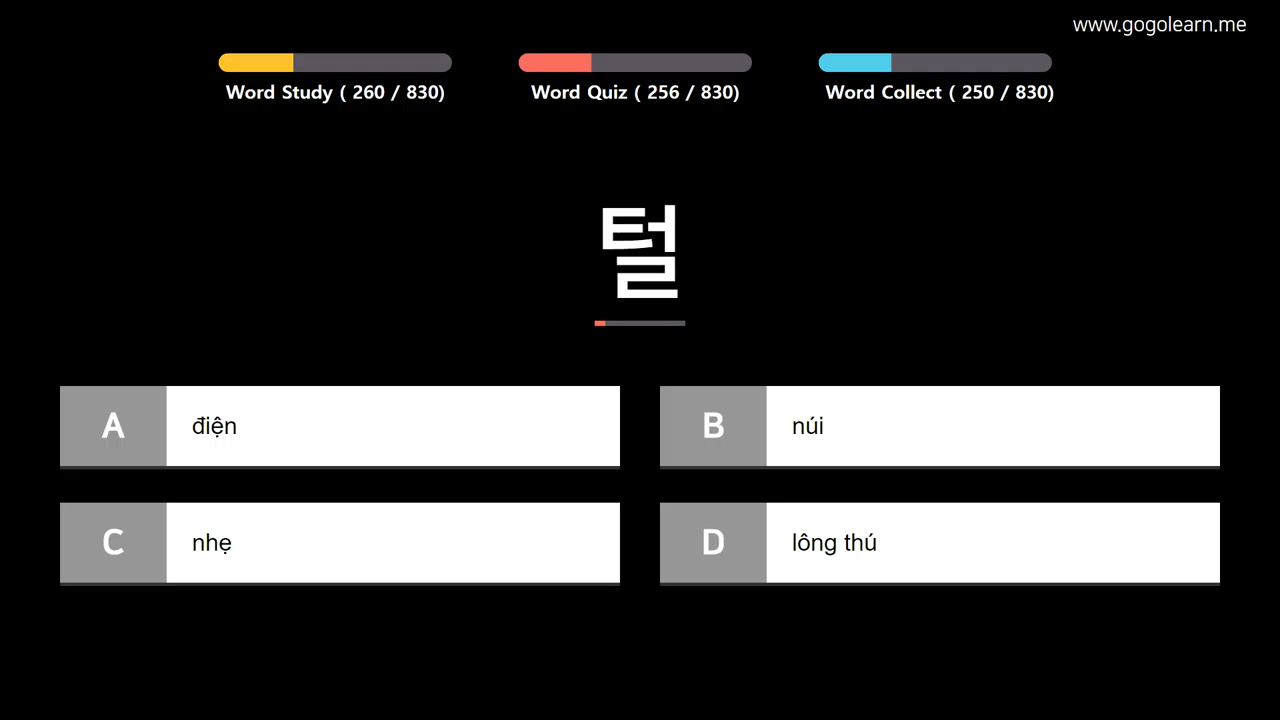 www.gogolearn.me
Word Study ( 260 / 830)
Word Quiz ( 256 / 830)
Word Collect ( 250 / 830)
털
A điện
B núi
C nhẹ
D lông thú